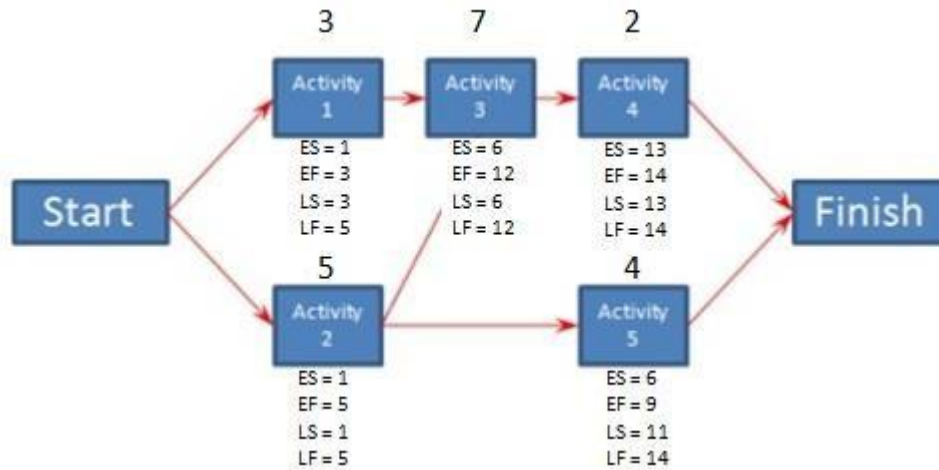 3
7
2
Activity
1
Activity
3
Activity
4
ES = 1
EF = 3
LS = 3
LF = 5
ES = 6
EF = 12
LS = 6
LF = 12
ES = 13
EF = 14
LS = 13
LF = 14
Start
Finish
5
4
Activity
2
Activity
5
ES = 1
EF = 5
LS = 1
LF = 5
ES = 6
EF = 9
LS = 11
LF = 14